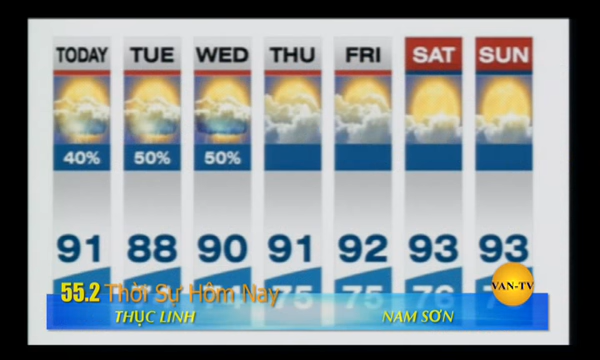 TODAY TUE WED THU FRI SAT SUN
40% 50% 50%
91 88 90 91 92 93 93
75 75 76
55.2 Thời Sự Hôm Nay
VAN-TV
THỤC LINH NAM SƠN